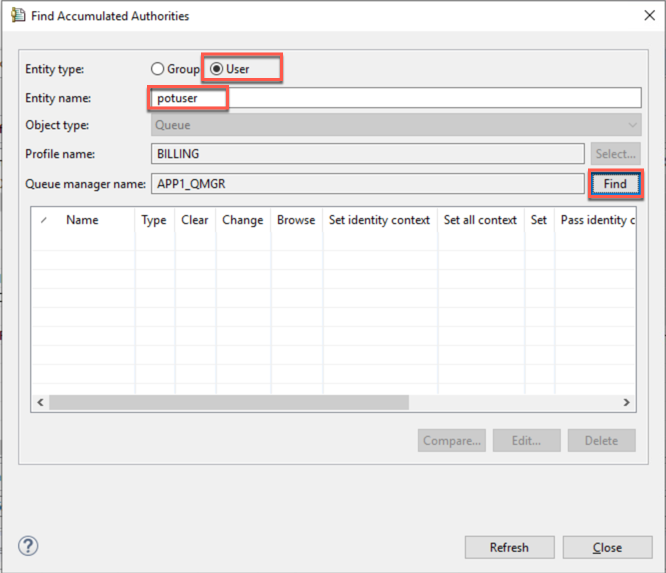 Find Accumulated Authorities
Entity type: Group User
Entity name: potuser
Object type: Queue
Profile name: BILLING Select...
Queue manager name: APP1_QMGR Find
Name Type Clear Change Browse Set identity context Set all context Set Pass identity c
Compare... Edit... Delete
? Refresh Close